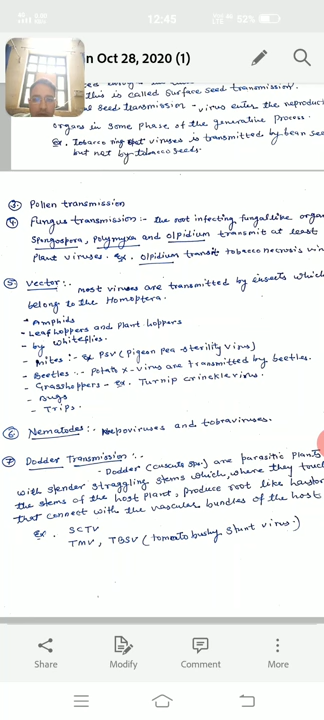 12:45
52%
n Oct 28, 2020 (1)
this is called surface seed transmission.
seed transmission - virus enter the reproduct
organs in some phase of the generative process.
Ex. Tobacco ring spot viruses is transmitted by bean see
but not by tobacco seeds.
③. Pollen transmission
④ Fungus transmission :- the root infecting, fungal like organ
Spongospora, Polymyxa and Olpidium transmit at least
Plant viruses. Ex. Olpidium transit tobacco necrosis viru
⑤ Vector :. most viruses are transmitted by insects which
belong to the Homoptera.
- Amphids
- Leaf hoppers and Plant hoppers
- by whiteflies.
- Mites :- ex PSV (Pigeon pea sterility virus)
- Beetles :- Potato x-virus are transmitted by beetles.
- Grasshoppers - Ex. Turnip crinkle virus.
- Bugs
- Trips.
⑥ Nematodes :. Nepoviruses and tobraviruses.
⑦ Dodder Transmission :-
- Dodder (Cuscuta spp.) are parasitic plants
with slender straggling stems which, where they touc
the stems of the host plant, produce root like haustor
that connect with the vascular bundles of the host
Ex. SCTV
TMV, TBSV (tomato bushy stunt virus.)
Share
Modify
Comment
More